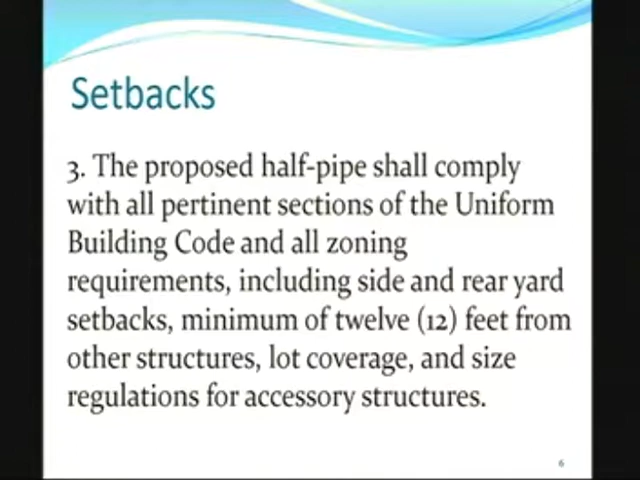 Setbacks
3. The proposed half-pipe shall comply
with all pertinent sections of the Uniform
Building Code and all zoning
requirements, including side and rear yard
setbacks, minimum of twelve (12) feet from
other structures, lot coverage, and size
regulations for accessory structures.
6